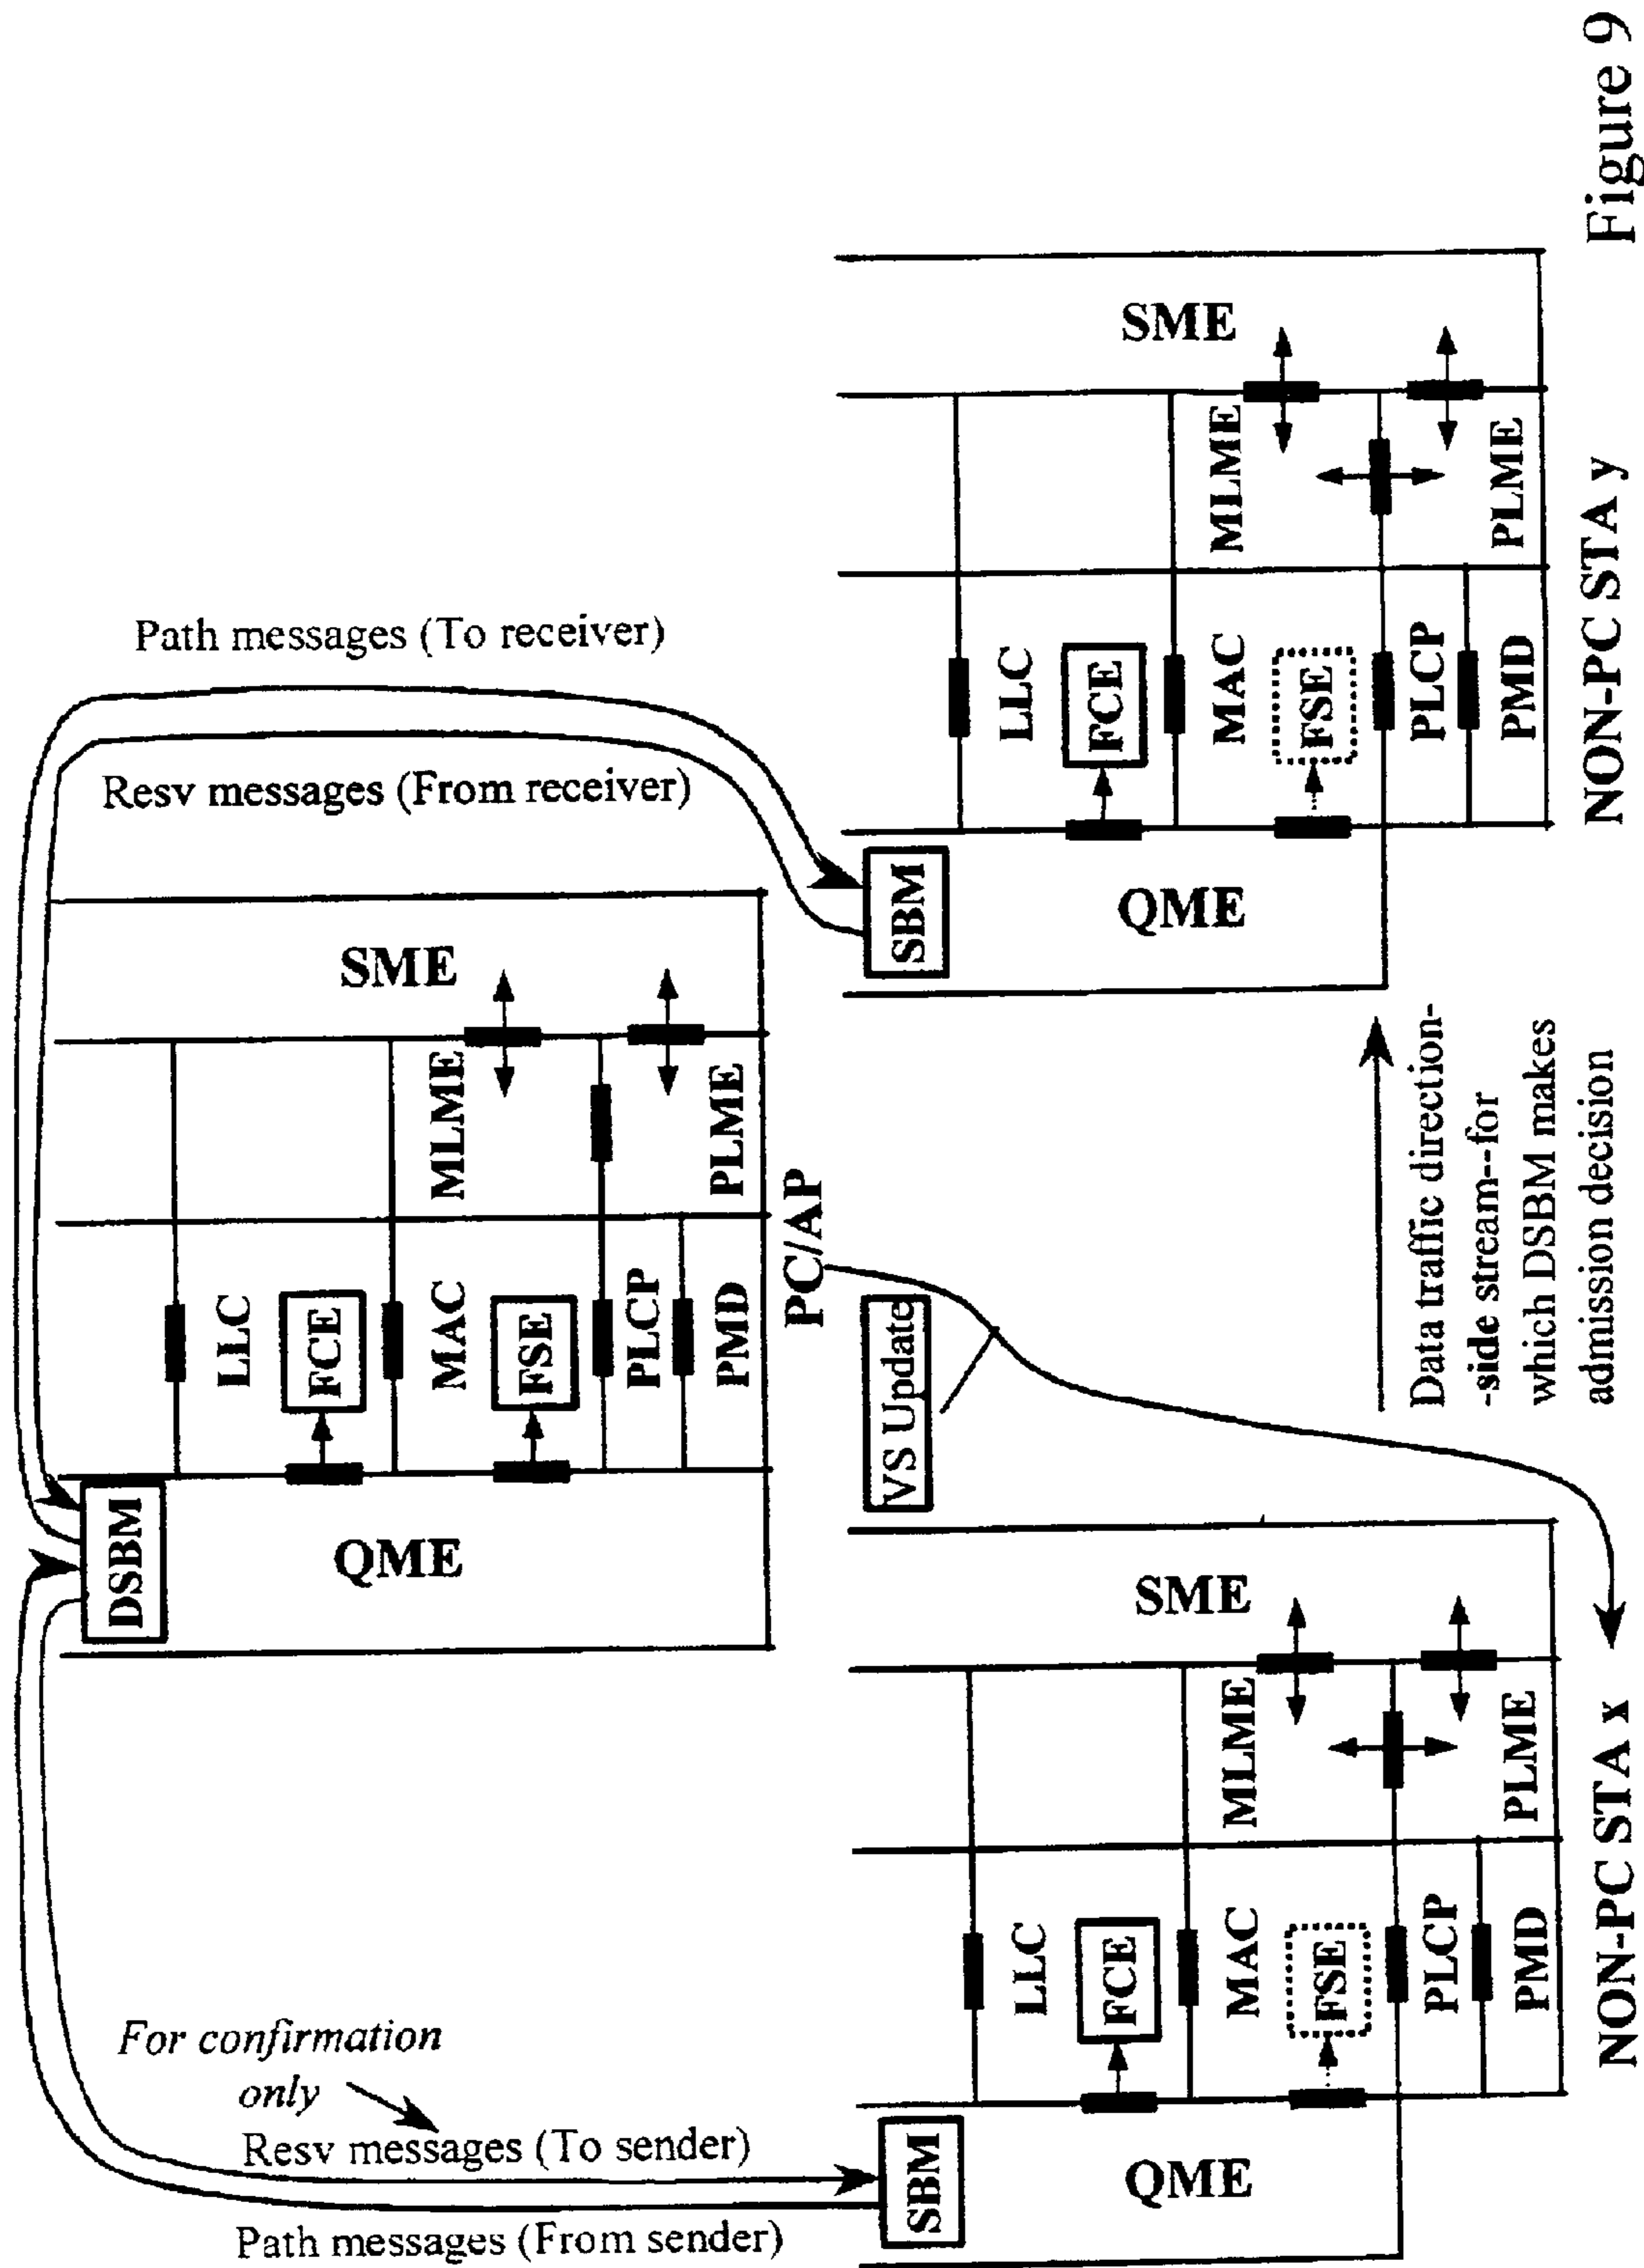 For confirmation
only
Resv messages (To sender)
Path messages (From sender)
Path messages (To receiver)
Resv messages (From receiver)
DSBM
QME
LLC
FCE
MAC
FSE
PLCP
PMD
MLME
PLME
SME
PC/AP
VS Update
SBM
QME
LLC
FCE
MAC
FSE
PLCP
PMD
MLME
PLME
SME
NON-PC STA x
Data traffic direction-
-side stream--for
which DSBM makes
admission decision
SBM
QME
LLC
FCE
MAC
FSE
PLCP
PMD
MLME
PLME
SME
NON-PC STA y
Figure 9